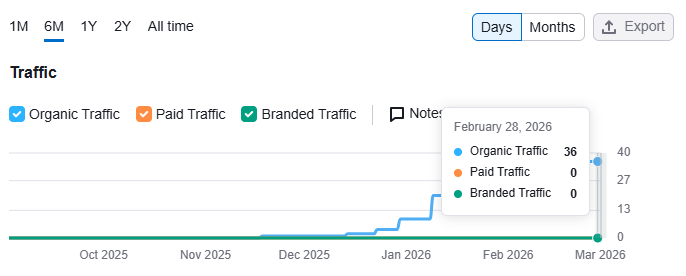 1M 6M 1Y 2Y All time Days Months Export
Traffic
Organic Traffic Paid Traffic Branded Traffic Notes
February 28, 2026
Organic Traffic 36
Paid Traffic 0
Branded Traffic 0
40
27
13
0
Oct 2025 Nov 2025 Dec 2025 Jan 2026 Feb 2026 Mar 2026